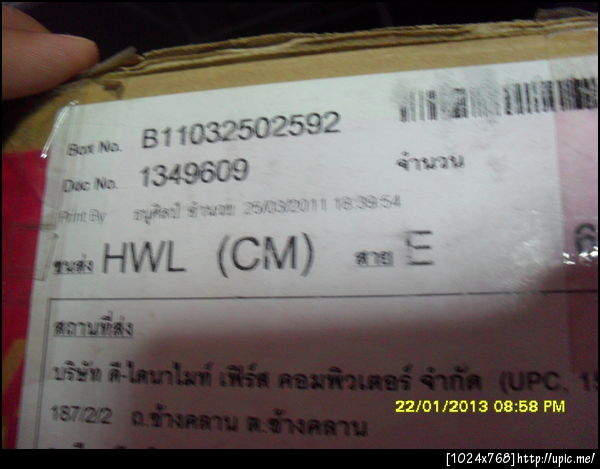 Box No. B11032502592
Doc No. 1349609 จำนวน
Print By 25/03/2011 18:39:54
ขนส่ง HWL (CM) สาย E
สถานที่ส่ง
บริษัท ดี-ไดนาไมท์ เฟิร์ส คอมพิวเตอร์ จำกัด (UPC. 15
187/2/2 ถ.ช้างคลาน ต.ช้างคลาน
22/01/2013 08:58 PM
[1024x768]http://upic.me/